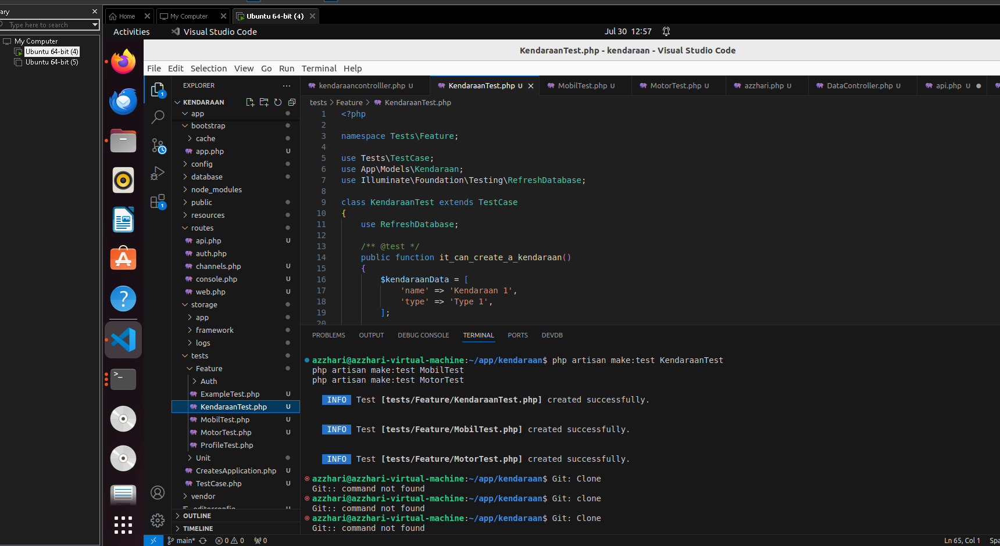 ary
Type here to search
My Computer
Ubuntu 64-bit (4)
Ubuntu 64-bit (5)
Home
My Computer
Ubuntu 64-bit (4)
Activities
Visual Studio Code
Jul 30 12:57
KendaraanTest.php - kendaraan - Visual Studio Code
File Edit Selection View Go Run Terminal Help
EXPLORER
KENDARAAN
app
bootstrap
cache
app.php U
config
database
node_modules
public
resources
routes
api.php U
auth.php
channels.php U
console.php U
web.php U
storage
app
framework
logs
tests
Feature
Auth
ExampleTest.php U
KendaraanTest.php U
MobilTest.php U
MotorTest.php U
ProfileTest.php
Unit
CreatesApplication.php U
TestCase.php U
vendor
.editorconfig U
OUTLINE
TIMELINE
kendaraancontrolller.php U
KendaraanTest.php U
MobilTest.php U
MotorTest.php U
azzhari.php U
DataController.php U
api.php U
tests > Feature > KendaraanTest.php
1 <?php
2
3 namespace Tests\Feature;
4
5 use Tests\TestCase;
6 use App\Models\Kendaraan;
7 use Illuminate\Foundation\Testing\RefreshDatabase;
8
9 class KendaraanTest extends TestCase
10 {
11 use RefreshDatabase;
12
13 /** @test */
14 public function it_can_create_a_kendaraan()
15 {
16 $kendaraanData = [
17 'name' => 'Kendaraan 1',
18 'type' => 'Type 1',
19 ];
20
PROBLEMS OUTPUT DEBUG CONSOLE TERMINAL PORTS DEVDB
azzhari@azzhari-virtual-machine:~/app/kendaraan$ php artisan make:test KendaraanTest
php artisan make:test MobilTest
php artisan make:test MotorTest
INFO Test [tests/Feature/KendaraanTest.php] created successfully.
INFO Test [tests/Feature/MobilTest.php] created successfully.
INFO Test [tests/Feature/MotorTest.php] created successfully.
azzhari@azzhari-virtual-machine:~/app/kendaraan$ Git: Clone
Git:: command not found
azzhari@azzhari-virtual-machine:~/app/kendaraan$ Git: clone
Git:: command not found
azzhari@azzhari-virtual-machine:~/app/kendaraan$ Git: Clone
Git:: command not found
main* 0 0 0
Ln 65, Col 1 Spa